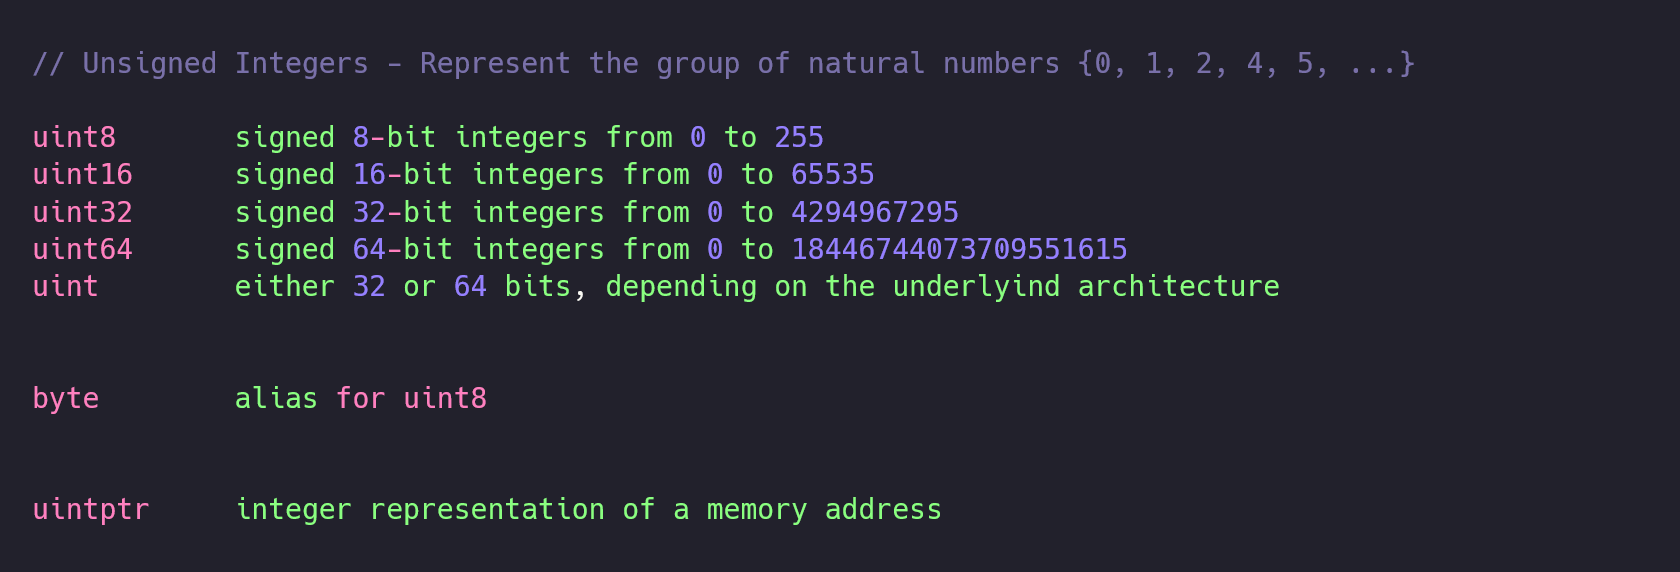 // Unsigned Integers - Represent the group of natural numbers {0, 1, 2, 4, 5, ...}
uint8 signed 8-bit integers from 0 to 255
uint16 signed 16-bit integers from 0 to 65535
uint32 signed 32-bit integers from 0 to 4294967295
uint64 signed 64-bit integers from 0 to 18446744073709551615
uint either 32 or 64 bits, depending on the underlyind architecture
byte alias for uint8
uintptr integer representation of a memory address